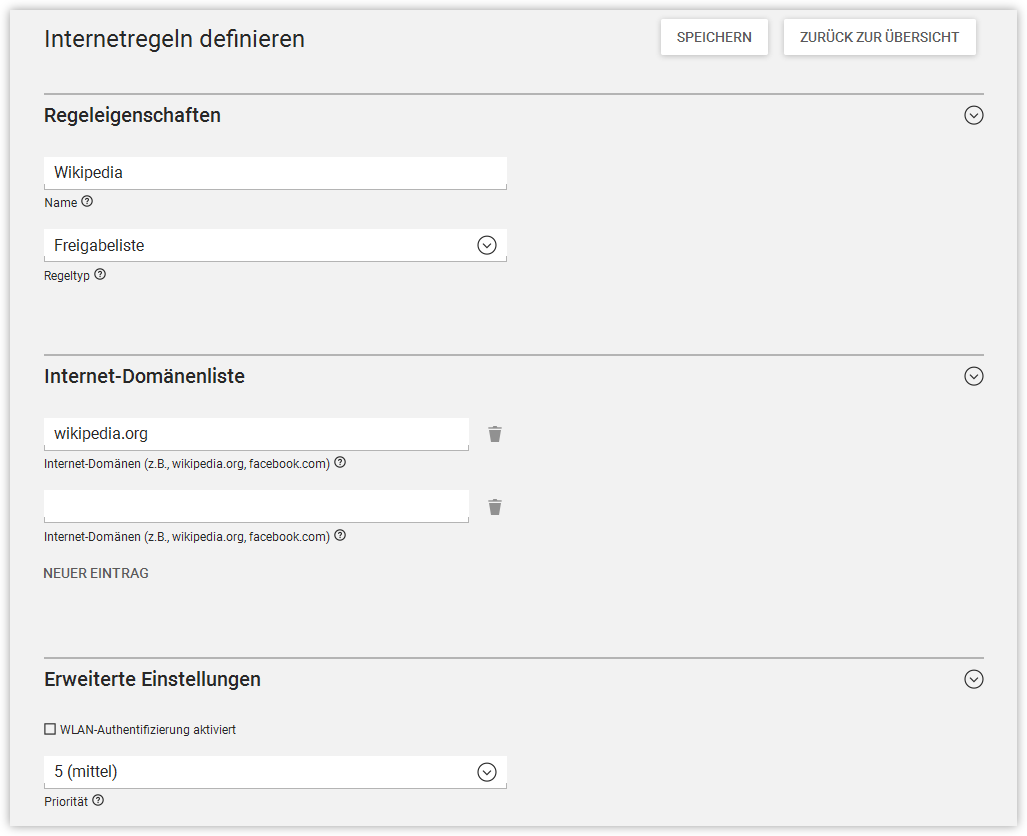 Internetregeln definieren
SPEICHERN
ZURÜCK ZUR ÜBERSICHT
Regeleigenschaften
Wikipedia
Name
Freigabeliste
Regeltyp
Internet-Domänenliste
wikipedia.org
Internet-Domänen (z.B., wikipedia.org, facebook.com)
Internet-Domänen (z.B., wikipedia.org, facebook.com)
NEUER EINTRAG
Erweiterte Einstellungen
WLAN-Authentifizierung aktiviert
5 (mittel)
Priorität